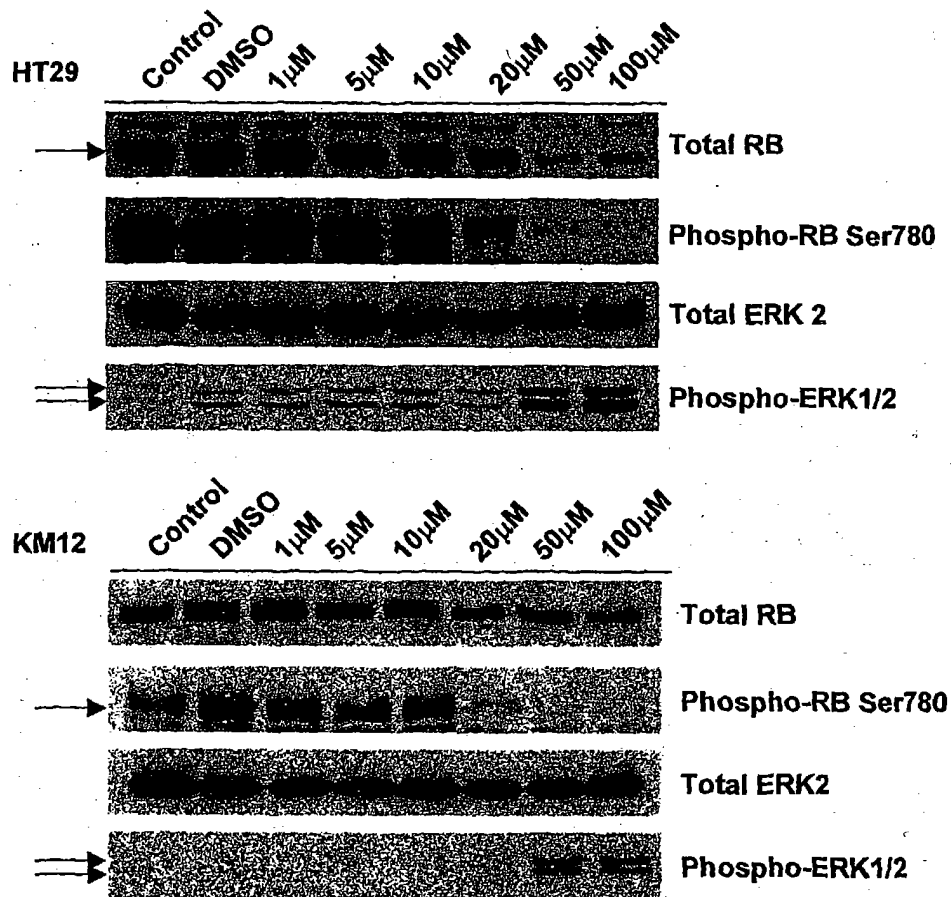 HT29
Control DMSO 1µM 5µM 10µM 20µM 50µM 100µM
Total RB
Phospho-RB Ser780
Total ERK 2
Phospho-ERK1/2
KM12
Control DMSO 1µM 5µM 10µM 20µM 50µM 100µM
Total RB
Phospho-RB Ser780
Total ERK2
Phospho-ERK1/2